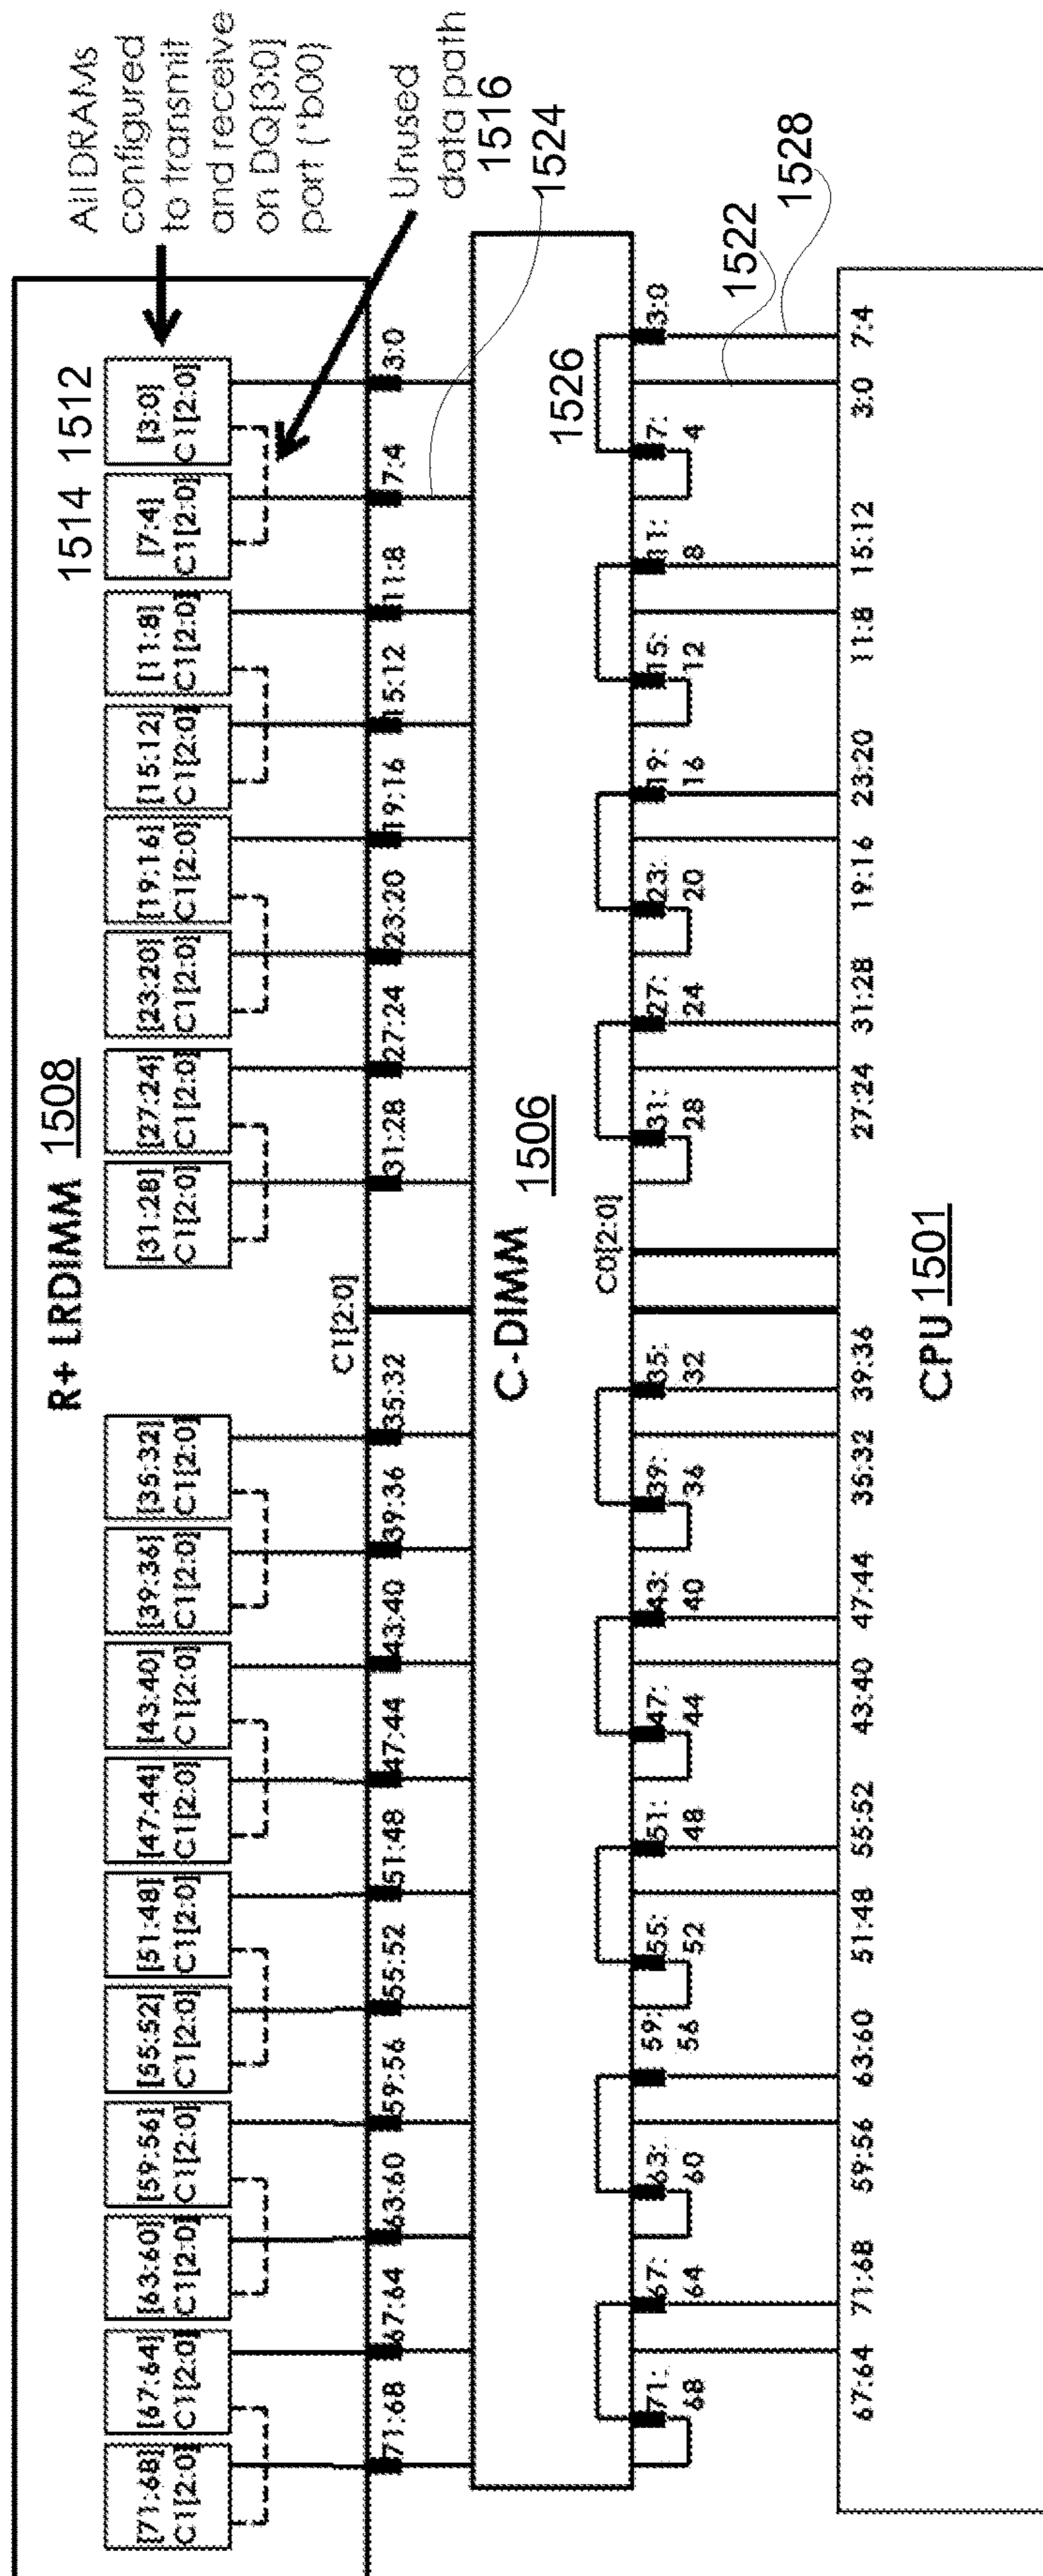 R+ LRDIMM 1508
1514 1512
[71:68] [67:64] [63:60] [59:56] [55:52] [51:48] [47:44] [43:40] [39:36] [35:32] [31:28] [27:24] [23:20] [19:16] [15:12] [11:8] [7:4] [3:0]
C1[2:0] C1[2:0] C1[2:0] C1[2:0] C1[2:0] C1[2:0] C1[2:0] C1[2:0] C1[2:0] C1[2:0] C1[2:0] C1[2:0] C1[2:0] C1[2:0] C1[2:0] C1[2:0] C1[2:0] C1[2:0]
All DRAMs
configured
to transmit
and receive
on DQ[3:0]
port ('b00)
Unused
data path
1516
1524
C1[2:0]
71:68 67:64 63:60 59:56 55:52 51:48 47:44 43:40 39:36 35:32 31:28 27:24 23:20 19:16 15:12 11:8 7:4 3:0
C-DIMM 1506
1526
C0[2:0]
71: 67: 63: 59: 55: 51: 47: 43: 39: 35: 31: 27: 23: 19: 15: 11: 7: 3:0
68 64 60 56 52 48 44 40 36 32 28 24 20 16 12 8 4
1522
1528
67:64 71:68 59:56 63:60 51:48 55:52 43:40 47:44 35:32 39:36 27:24 31:28 19:16 23:20 11:8 15:12 3:0 7:4
CPU 1501